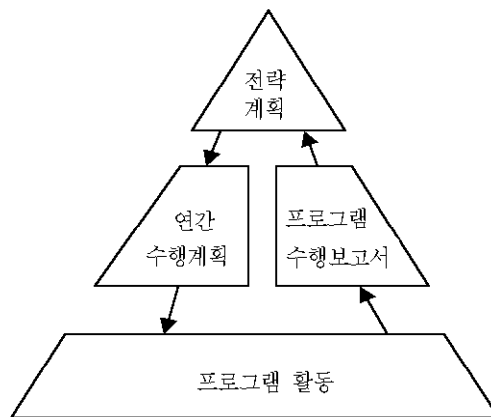 전략
계획
연간
수행계획
프로그램
수행보고서
프로그램 활동